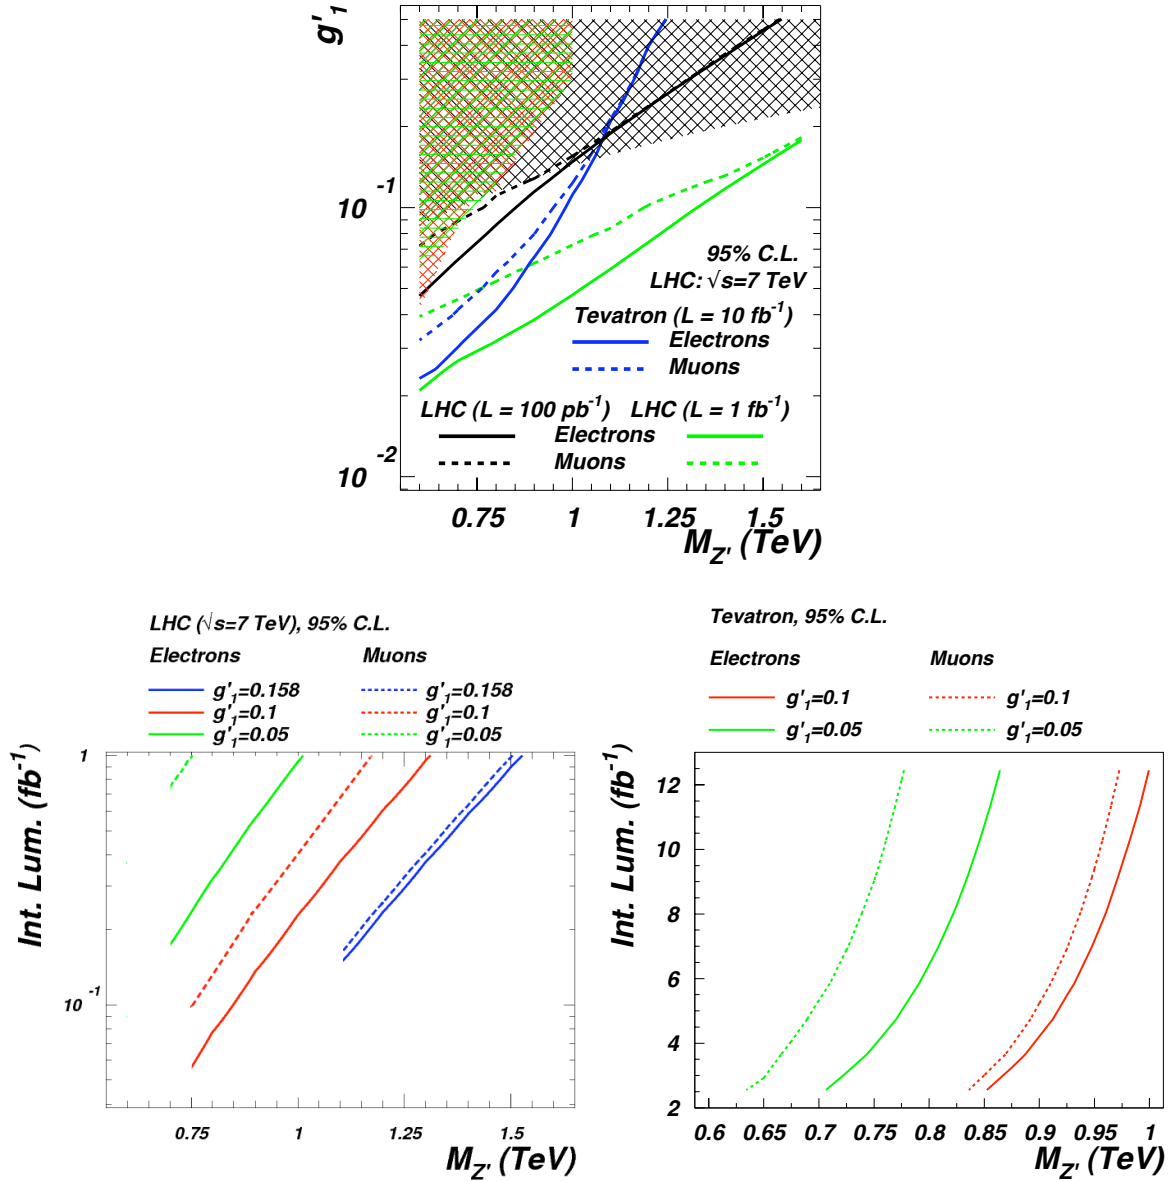 g'1
10 -1
10 -2
95% C.L.
LHC: √s=7 TeV
Tevatron (L = 10 fb-1)
Electrons
Muons
LHC (L = 100 pb-1) LHC (L = 1 fb-1)
Electrons
Muons
0.75 1 1.25 1.5
MZ' (TeV)
LHC (√s=7 TeV), 95% C.L.
Electrons Muons
g'1=0.158 g'1=0.158
g'1=0.1 g'1=0.1
g'1=0.05 g'1=0.05
Int. Lum. (fb-1)
1
10 -1
0.75 1 1.25 1.5
MZ' (TeV)
Tevatron, 95% C.L.
Electrons Muons
g'1=0.1 g'1=0.1
g'1=0.05 g'1=0.05
Int. Lum. (fb-1)
12
10
8
6
4
2
0.6 0.65 0.7 0.75 0.8 0.85 0.9 0.95 1
MZ' (TeV)